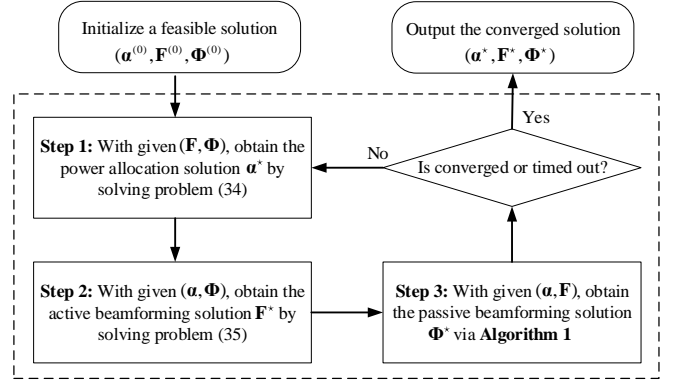 Initialize a feasible solution
(α^(0), F^(0), Φ^(0))
Output the converged solution
(α*, F*, Φ*)
Step 1: With given (F, Φ), obtain the
power allocation solution α* by
solving problem (34)
No
Is converged or timed out?
Yes
Step 2: With given (α, Φ), obtain the
active beamforming solution F* by
solving problem (35)
Step 3: With given (α, F), obtain
the passive beamforming solution
Φ* via Algorithm 1